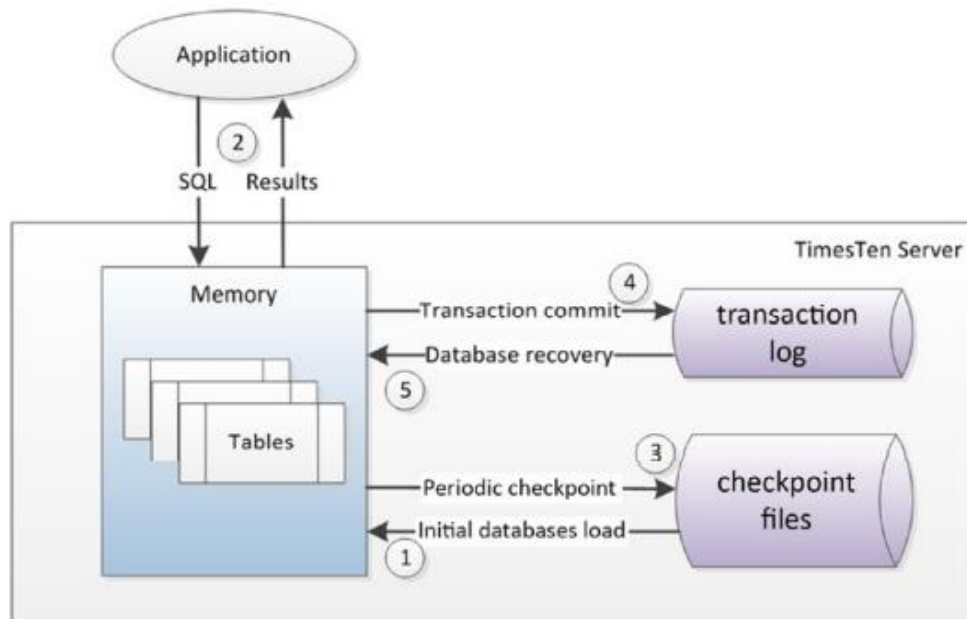 Application
2
SQL
Results
TimesTen Server
Memory
4
Transaction commit
transaction
log
Database recovery
5
Tables
3
Periodic checkpoint
checkpoint
files
Initial databases load
1